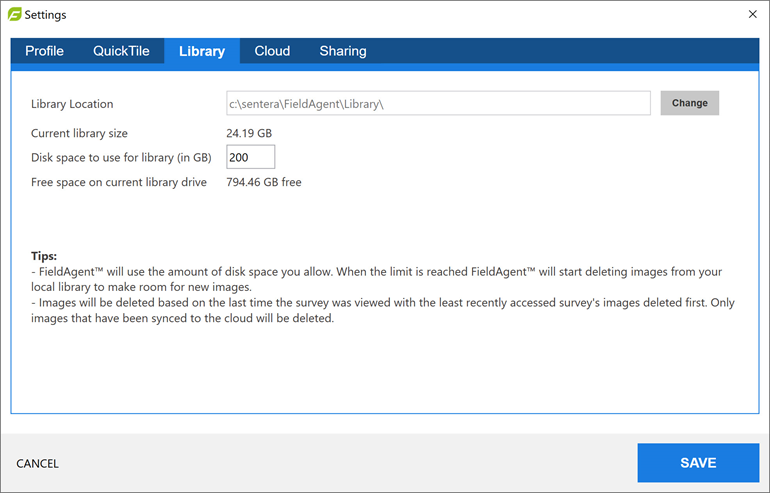 Settings
Profile QuickTile Library Cloud Sharing
Library Location c:\sentera\FieldAgent\Library\ Change
Current library size 24.19 GB
Disk space to use for library (in GB) 200
Free space on current library drive 794.46 GB free
Tips:
- FieldAgent™ will use the amount of disk space you allow. When the limit is reached FieldAgent™ will start deleting images from your
local library to make room for new images.
- Images will be deleted based on the last time the survey was viewed with the least recently accessed survey's images deleted first. Only
images that have been synced to the cloud will be deleted.
CANCEL SAVE